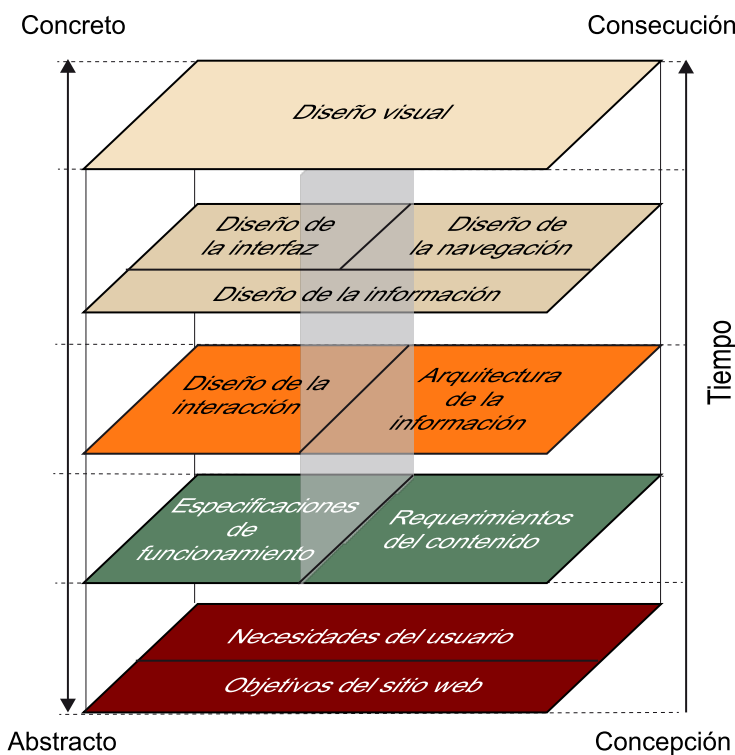 Concreto
Consecución
Diseño visual
Diseño de
la interfaz
Diseño de
la navegación
Diseño de la información
Tiempo
Diseño de la
interacción
Arquitectura
de la
información
Especificaciones
de
funcionamiento
Requerimientos
del contenido
Necesidades del usuario
Objetivos del sitio web
Abstracto
Concepción